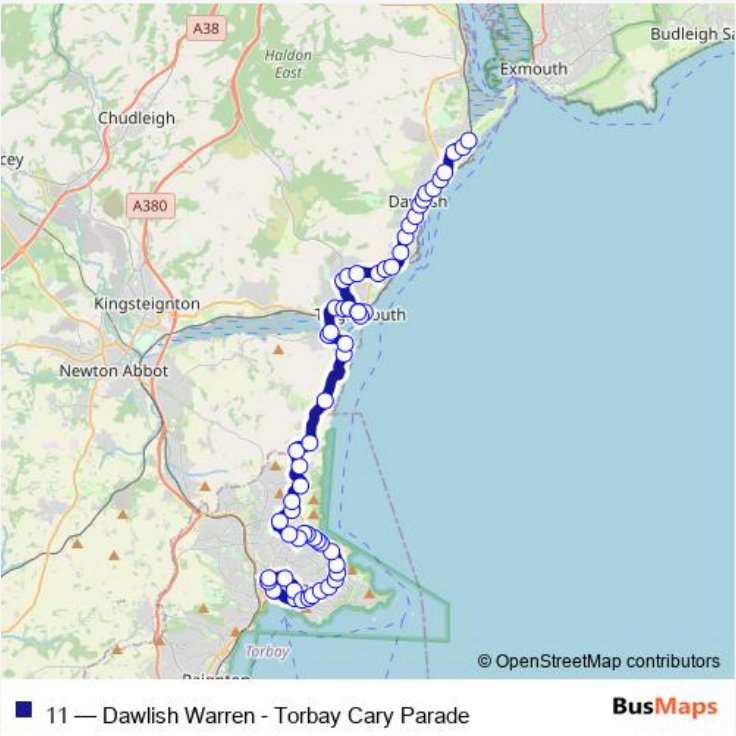 A38
Haldon
East
Exmouth
Budleigh Sa
Chudleigh
cey
A380
Dawlish
Kingsteignton
Newton Abbot
Torbay
© OpenStreetMap contributors
11 — Dawlish Warren - Torbay Cary Parade
BusMaps